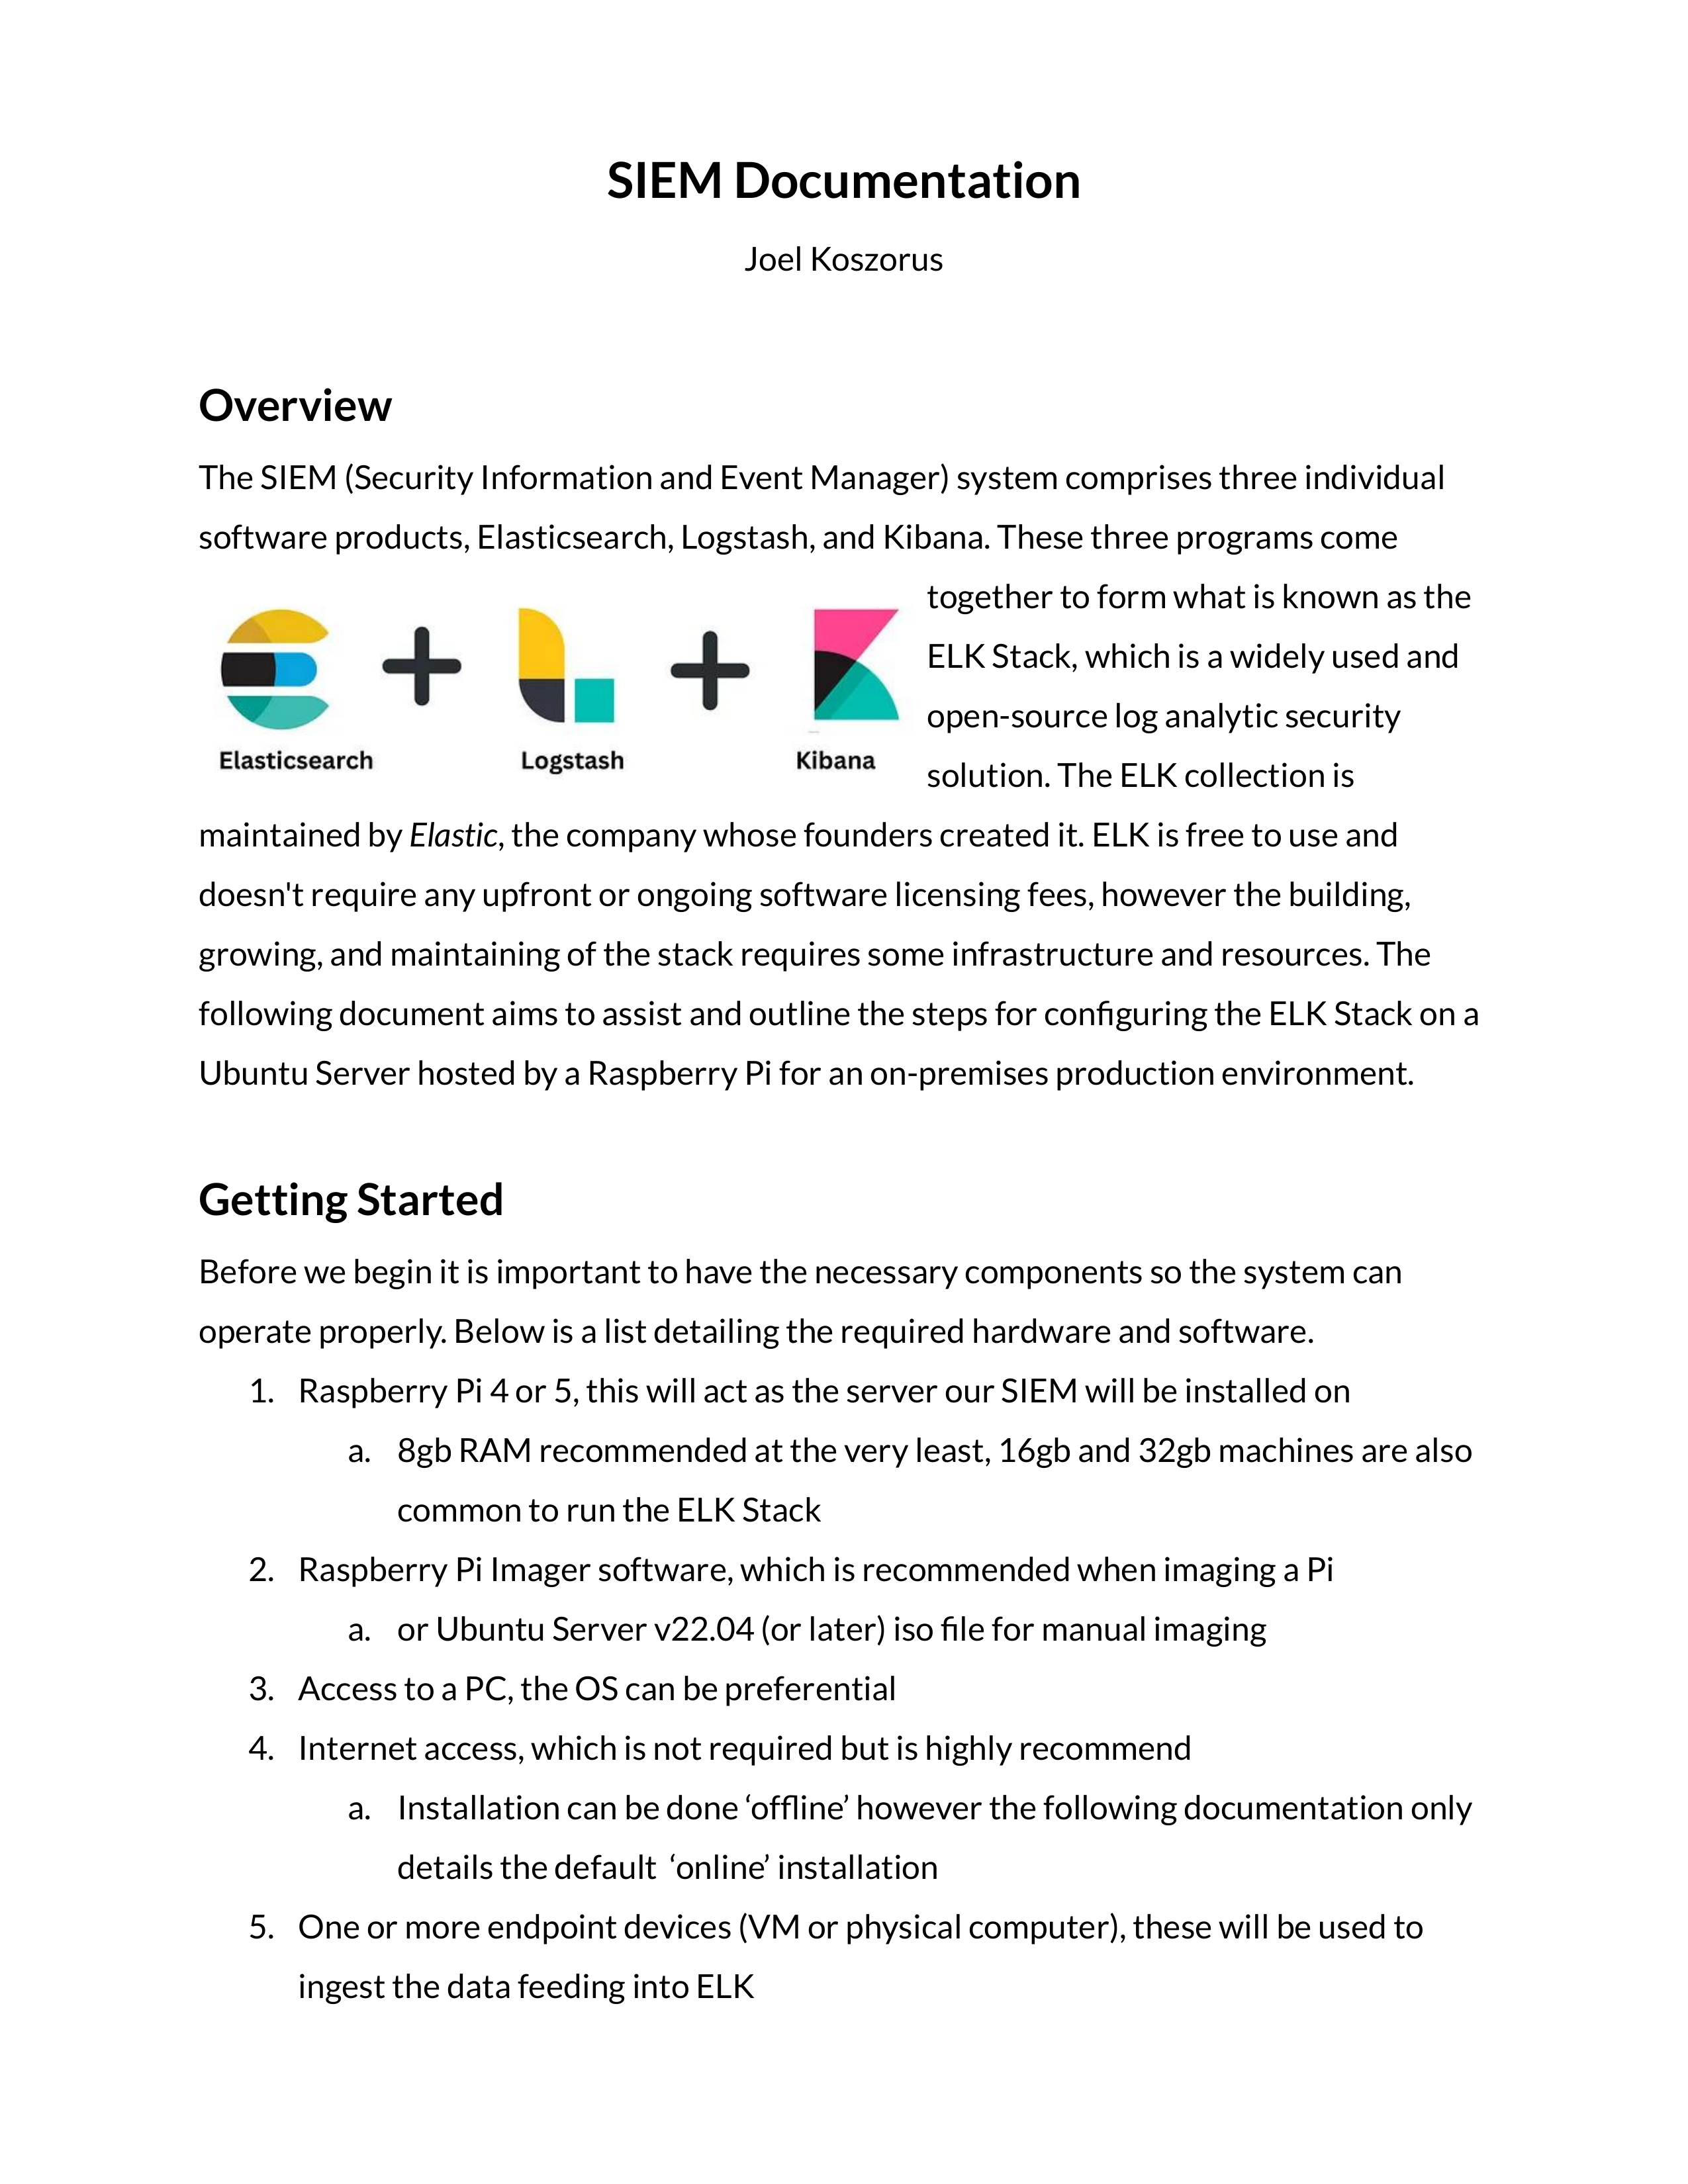 SIEM Documentation
Joel Koszorus
Overview
The SIEM (Security Information and Event Manager) system comprises three individual
software products, Elasticsearch, Logstash, and Kibana. These three programs come
together to form what is known as the
ELK Stack, which is a widely used and
open-source log analytic security
solution. The ELK collection is
Elasticsearch
Logstash
Kibana
maintained by Elastic, the company whose founders created it. ELK is free to use and
doesn't require any upfront or ongoing software licensing fees, however the building,
growing, and maintaining of the stack requires some infrastructure and resources. The
following document aims to assist and outline the steps for configuring the ELK Stack on a
Ubuntu Server hosted by a Raspberry Pi for an on-premises production environment.
Getting Started
Before we begin it is important to have the necessary components so the system can
operate properly. Below is a list detailing the required hardware and software.
1. Raspberry Pi 4 or 5, this will act as the server our SIEM will be installed on
a. 8gb RAM recommended at the very least, 16gb and 32gb machines are also
common to run the ELK Stack
2. Raspberry Pi Imager software, which is recommended when imaging a Pi
a. or Ubuntu Server v22.04 (or later) iso file for manual imaging
3. Access to a PC, the OS can be preferential
4. Internet access, which is not required but is highly recommend
a. Installation can be done ‘offline’ however the following documentation only
details the default ‘online’ installation
5. One or more endpoint devices (VM or physical computer), these will be used to
ingest the data feeding into ELK